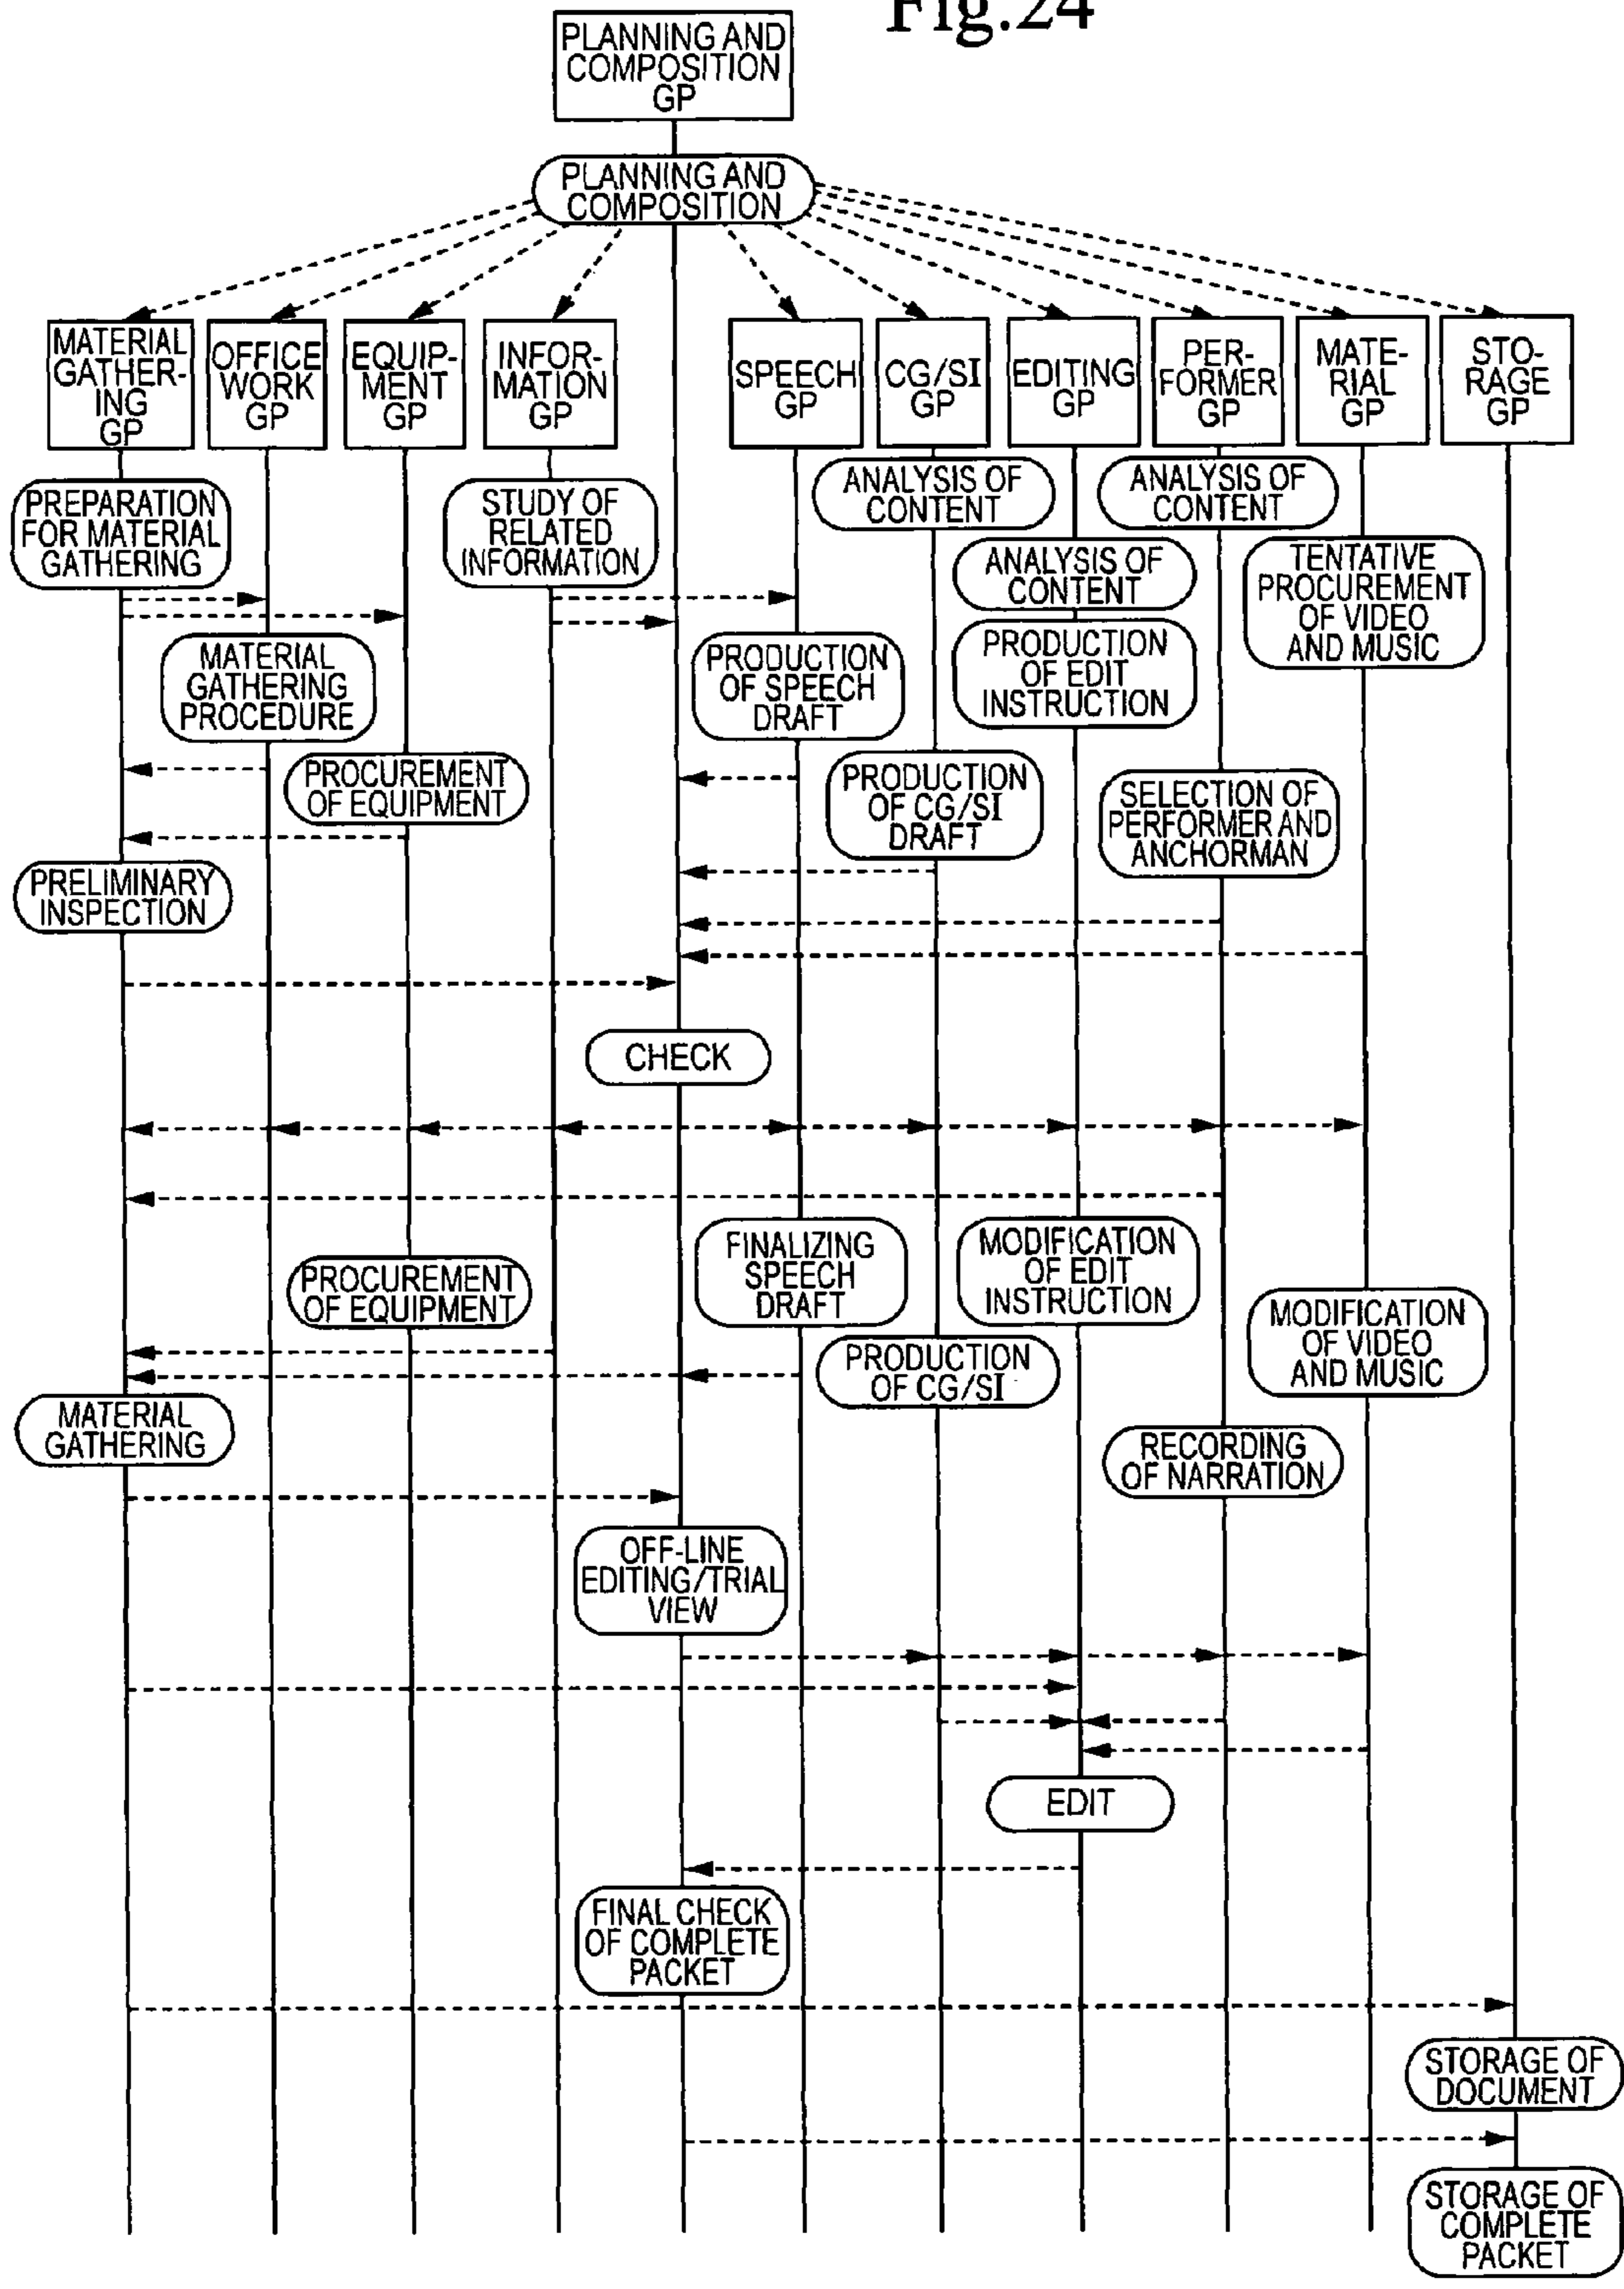 Fig.24
PLANNING AND
COMPOSITION
GP
PLANNING AND
COMPOSITION
MATERIAL
GATHER-
ING
GP
OFFICE
WORK
GP
EQUIP-
MENT
GP
INFOR-
MATION
GP
SPEECH
GP
CG/SI
GP
EDITING
GP
PER-
FORMER
GP
MATE-
RIAL
GP
STO-
RAGE
GP
PREPARATION
FOR MATERIAL
GATHERING
STUDY OF
RELATED
INFORMATION
ANALYSIS OF
CONTENT
ANALYSIS OF
CONTENT
ANALYSIS OF
CONTENT
TENTATIVE
PROCUREMENT
OF VIDEO
AND MUSIC
MATERIAL
GATHERING
PROCEDURE
PRODUCTION
OF SPEECH
DRAFT
PRODUCTION
OF EDIT
INSTRUCTION
PROCUREMENT
OF EQUIPMENT
PRODUCTION
OF CG/SI
DRAFT
SELECTION OF
PERFORMER AND
ANCHORMAN
PRELIMINARY
INSPECTION
CHECK
FINALIZING
SPEECH
DRAFT
MODIFICATION
OF EDIT
INSTRUCTION
PROCUREMENT
OF EQUIPMENT
MODIFICATION
OF VIDEO
AND MUSIC
PRODUCTION
OF CG/SI
MATERIAL
GATHERING
RECORDING
OF NARRATION
OFF-LINE
EDITING/TRIAL
VIEW
EDIT
FINAL CHECK
OF COMPLETE
PACKET
STORAGE OF
DOCUMENT
STORAGE OF
COMPLETE
PACKET